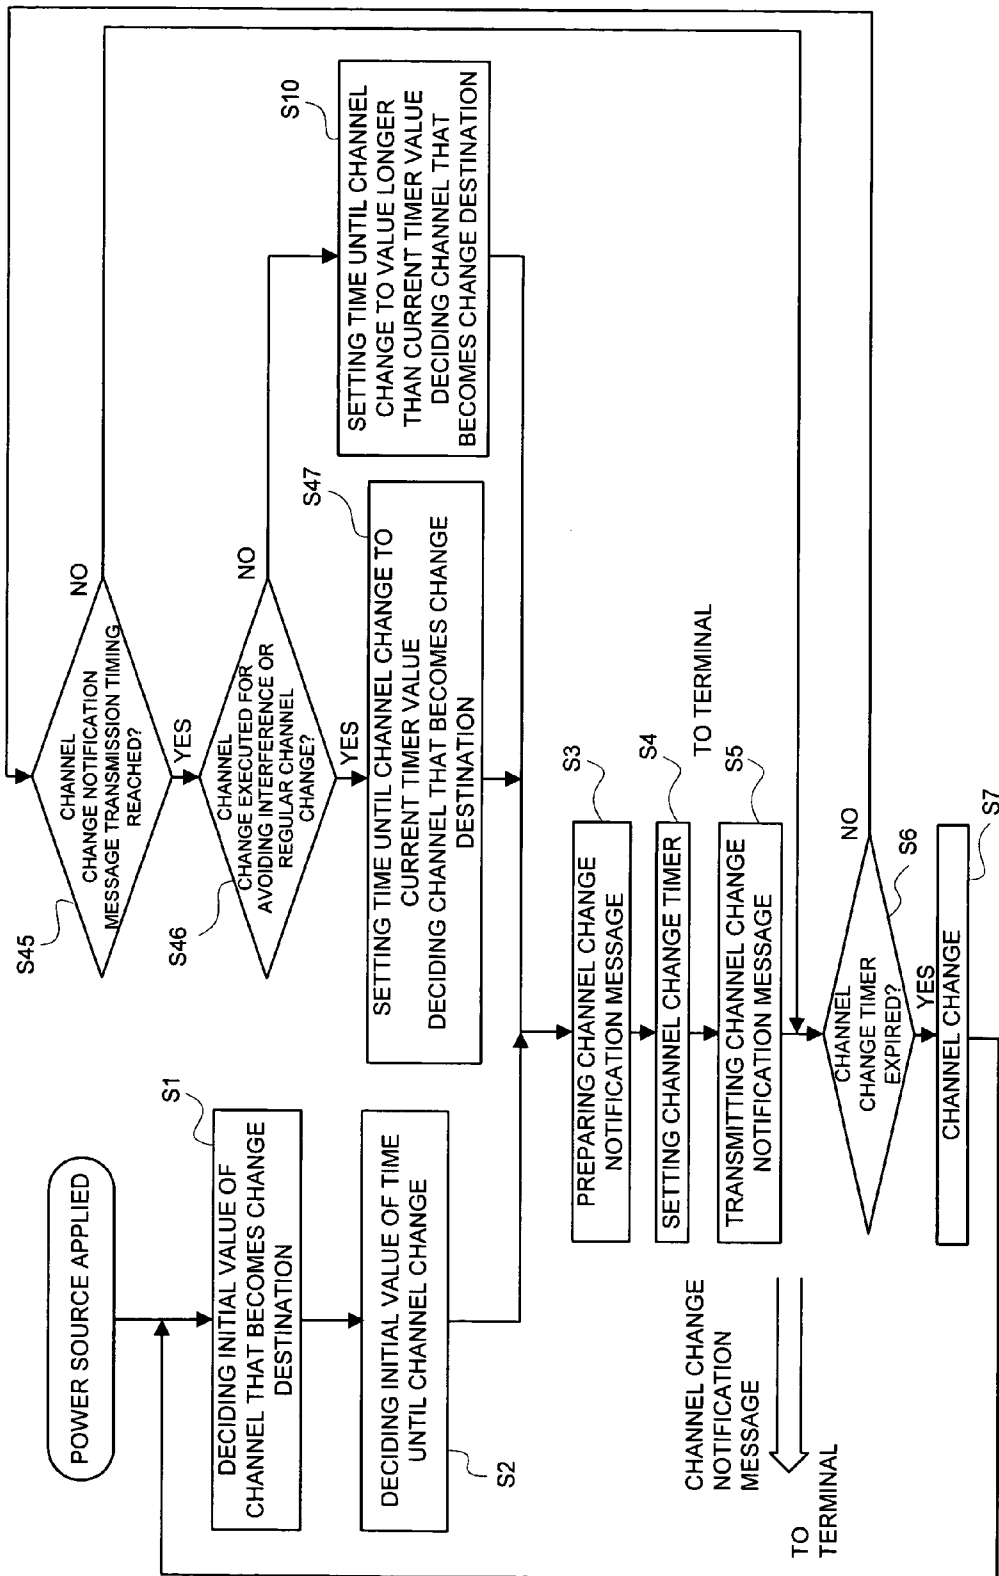 POWER SOURCE APPLIED
S1
DECIDING INITIAL VALUE OF
CHANNEL THAT BECOMES CHANGE
DESTINATION
DECIDING INITIAL VALUE OF TIME
UNTIL CHANNEL CHANGE
S2
S45
CHANNEL
CHANGE NOTIFICATION
MESSAGE TRANSMISSION TIMING
REACHED?
NO
YES
S46
CHANNEL
CHANGE EXECUTED FOR
AVOIDING INTERFERENCE OR
REGULAR CHANNEL
CHANGE?
NO
YES
S47
SETTING TIME UNTIL CHANNEL CHANGE TO
CURRENT TIMER VALUE
DECIDING CHANNEL THAT BECOMES CHANGE
DESTINATION
S10
SETTING TIME UNTIL CHANNEL
CHANGE TO VALUE LONGER
THAN CURRENT TIMER VALUE
DECIDING CHANNEL THAT
BECOMES CHANGE DESTINATION
S3
PREPARING CHANNEL CHANGE
NOTIFICATION MESSAGE
S4
SETTING CHANNEL CHANGE TIMER
TO TERMINAL
S5
TRANSMITTING CHANNEL CHANGE
NOTIFICATION MESSAGE
CHANNEL CHANGE
NOTIFICATION
MESSAGE
TO
TERMINAL
S6
CHANNEL
CHANGE TIMER
EXPIRED?
NO
YES
S7
CHANNEL CHANGE